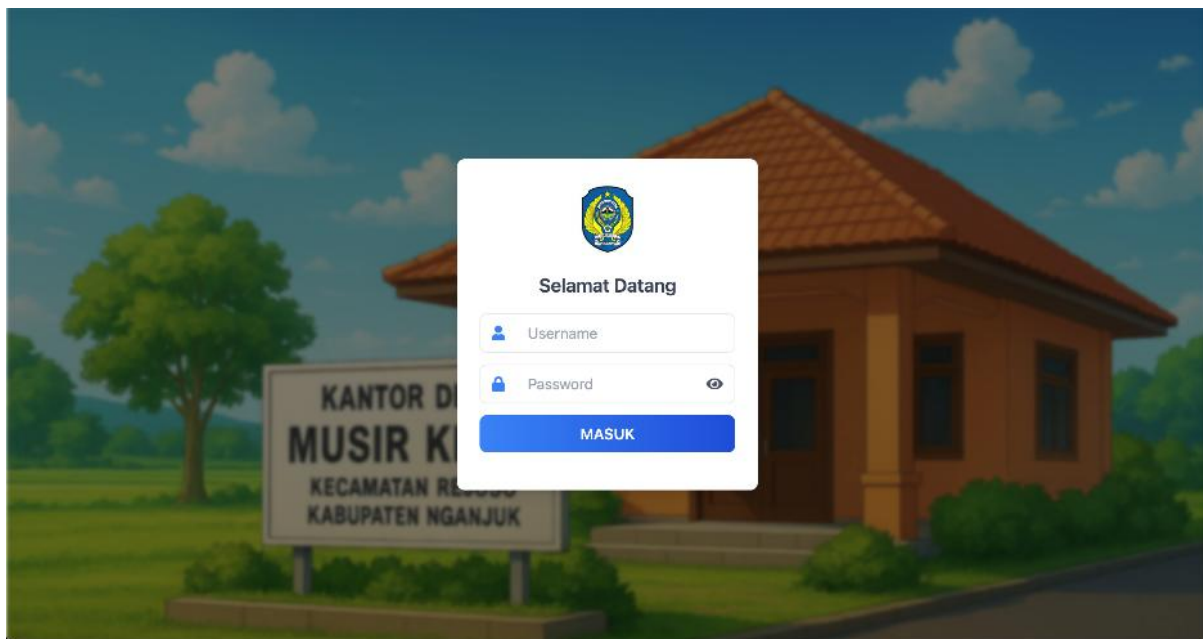 Selamat Datang
Username
Password
MASUK
KANTOR
MUSIR
KECAMATAN
KABUPATEN NGANJUK